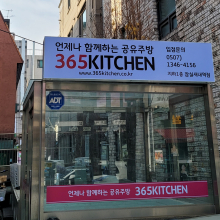 언제나 함께하는 공유주방
365KITCHEN
www.365kitchen.co.kr
입점문의
0507)
1346-4156
ADT
언제나 함께하는 공유주방 365KITCHEN